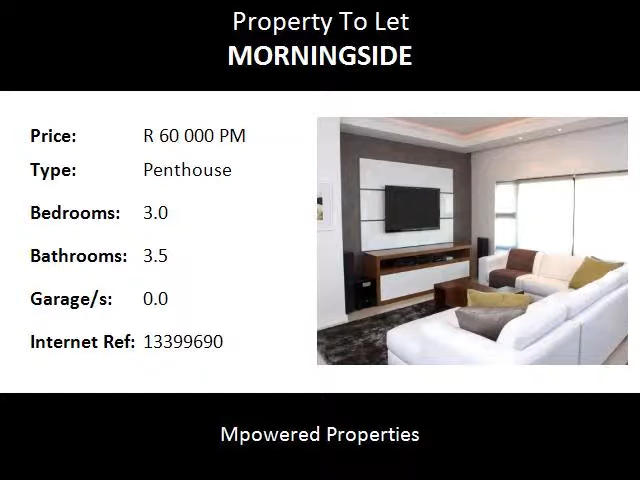 Property To Let
MORNINGSIDE
Price: R 60 000 PM
Type: Penthouse
Bedrooms: 3.0
Bathrooms: 3.5
Garage/s: 0.0
Internet Ref: 13399690
Mpowered Properties